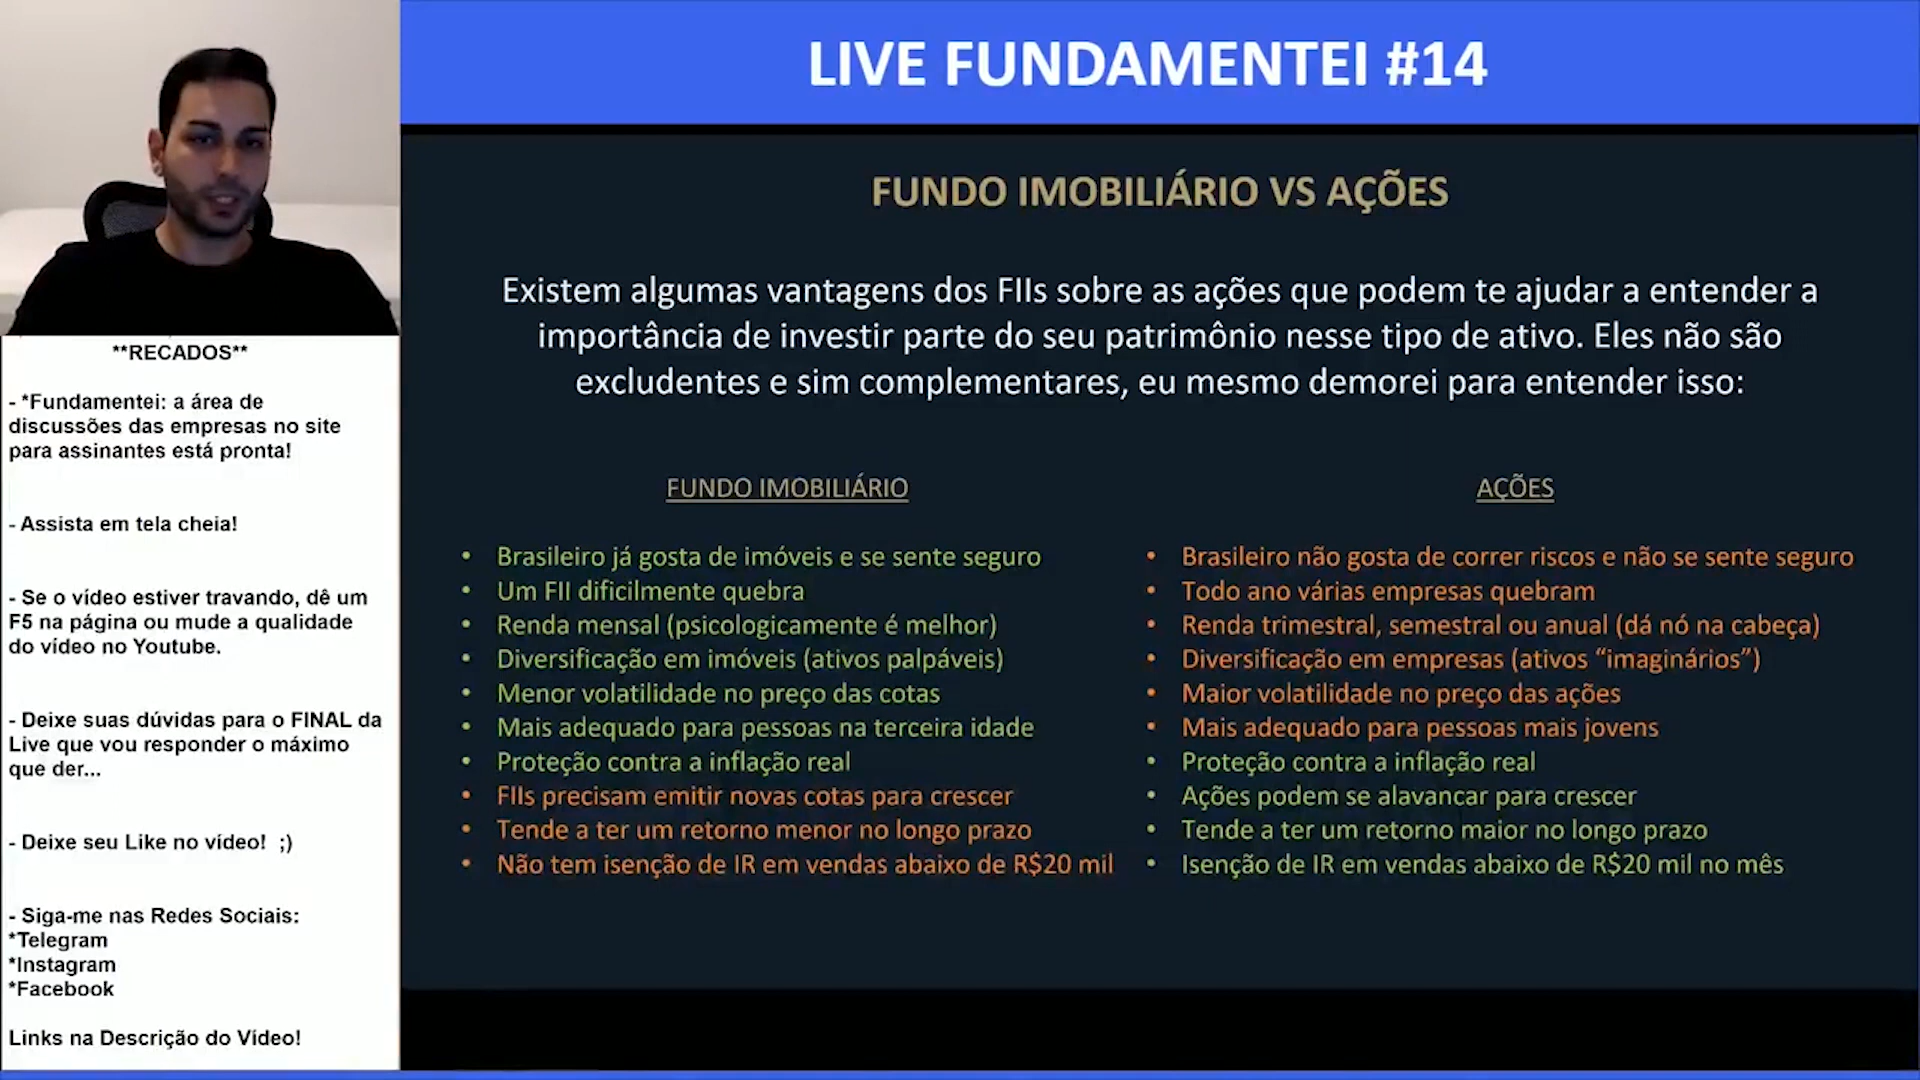 LIVE FUNDAMENTEI #14
FUNDO IMOBILIÁRIO VS AÇÕES
Existem algumas vantagens dos FIIs sobre as ações que podem te ajudar a entender a
importância de investir parte do seu patrimônio nesse tipo de ativo. Eles não são
excludentes e sim complementares, eu mesmo demorei para entender isso:
FUNDO IMOBILIÁRIO
• Brasileiro já gosta de imóveis e se sente seguro
• Um FII dificilmente quebra
• Renda mensal (psicologicamente é melhor)
• Diversificação em imóveis (ativos palpáveis)
• Menor volatilidade no preço das cotas
• Mais adequado para pessoas na terceira idade
• Proteção contra a inflação real
• FIIs precisam emitir novas cotas para crescer
• Tende a ter um retorno menor no longo prazo
• Não tem isenção de IR em vendas abaixo de R$20 mil
AÇÕES
• Brasileiro não gosta de correr riscos e não se sente seguro
• Todo ano várias empresas quebram
• Renda trimestral, semestral ou anual (dá nó na cabeça)
• Diversificação em empresas (ativos “imaginários”)
• Maior volatilidade no preço das ações
• Mais adequado para pessoas mais jovens
• Proteção contra a inflação real
• Ações podem se alavancar para crescer
• Tende a ter um retorno maior no longo prazo
• Isenção de IR em vendas abaixo de R$20 mil no mês
**RECADOS**
- *Fundamentei: a área de
discussões das empresas no site
para assinantes está pronta!
- Assista em tela cheia!
- Se o vídeo estiver travando, dê um
F5 na página ou mude a qualidade
do vídeo no Youtube.
- Deixe suas dúvidas para o FINAL da
Live que vou responder o máximo
que der...
- Deixe seu Like no vídeo! ;)
- Siga-me nas Redes Sociais:
*Telegram
*Instagram
*Facebook
Links na Descrição do Vídeo!